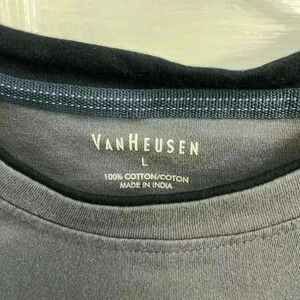 VANHEUSEN
L
100% COTTON/COTON
MADE IN INDIA